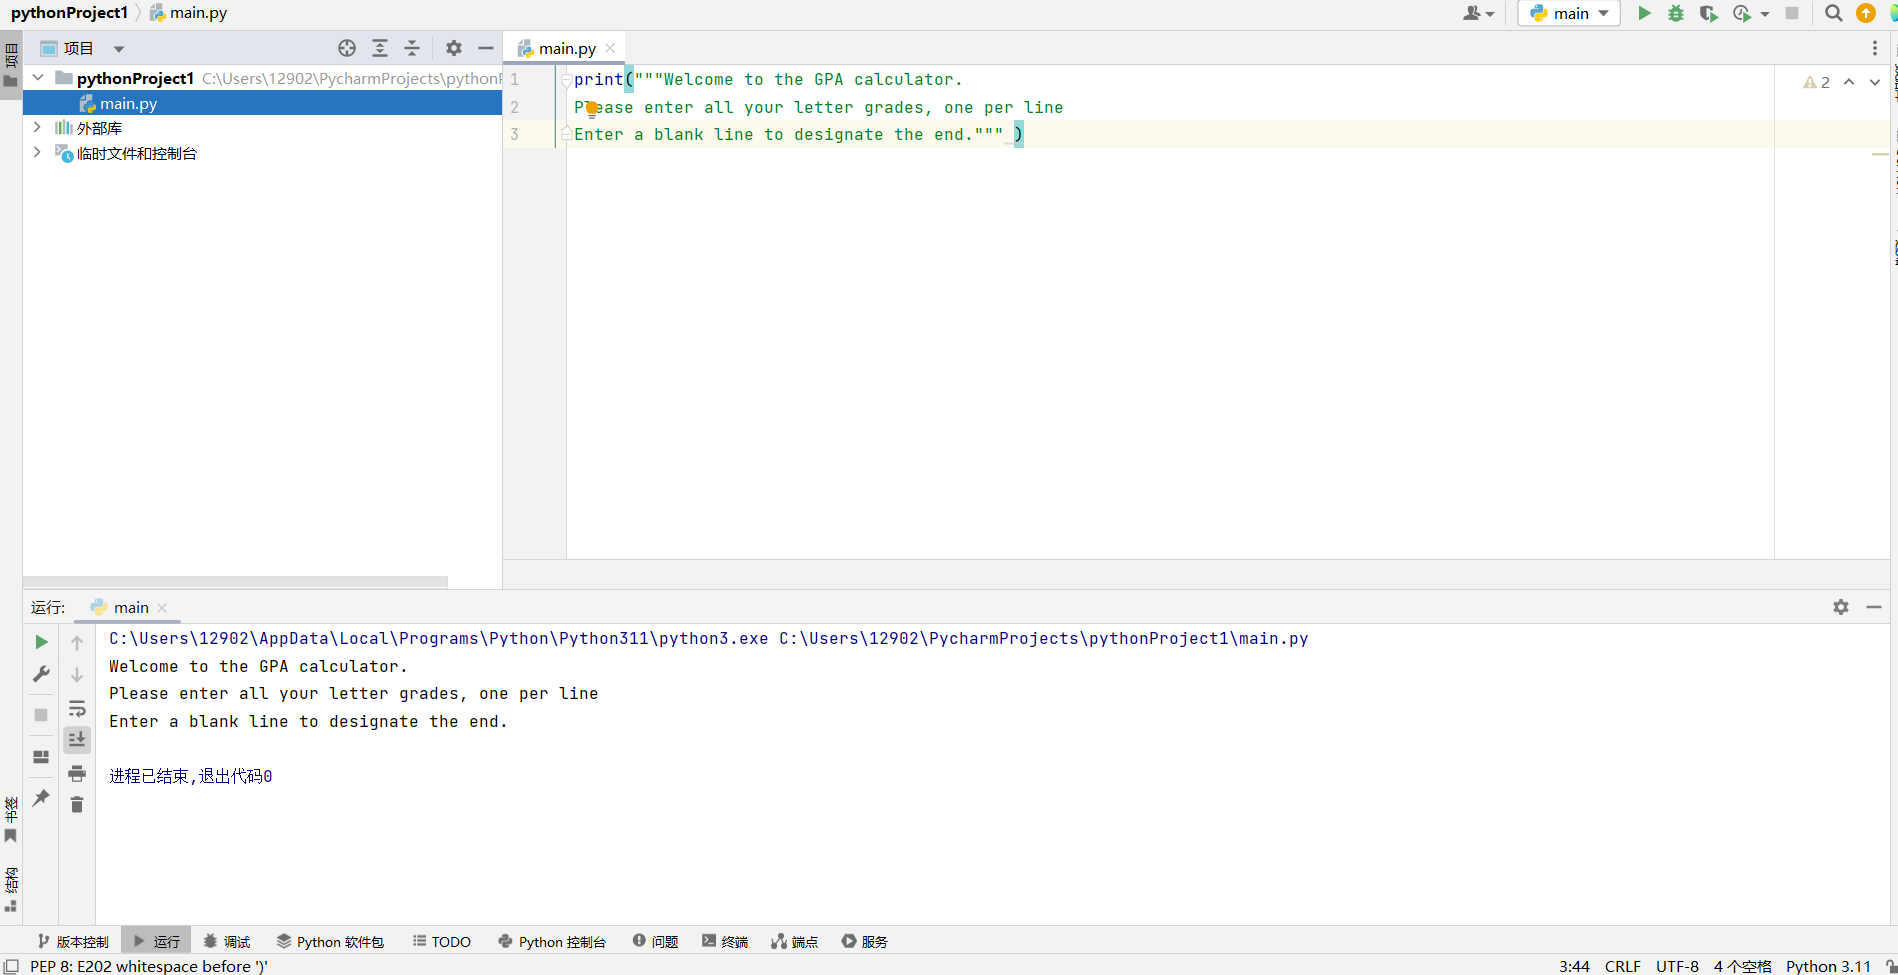 pythonProject1 main.py
main
项目
main.py
项目
pythonProject1 C:\Users\12902\PycharmProjects\pythonP
main.py
外部库
临时文件和控制台
1 print("""Welcome to the GPA calculator.
2 Please enter all your letter grades, one per line
3 Enter a blank line to designate the end.""" )
2
运行: main
C:\Users\12902\AppData\Local\Programs\Python\Python311\python3.exe C:\Users\12902\PycharmProjects\pythonProject1\main.py
Welcome to the GPA calculator.
Please enter all your letter grades, one per line
Enter a blank line to designate the end.
进程已结束,退出代码0
书签
结构
版本控制 运行 调试 Python 软件包 TODO Python 控制台 问题 终端 端点 服务
PEP 8: E202 whitespace before ')' 3:44 CRLF UTF-8 4 个空格 Python 3.11